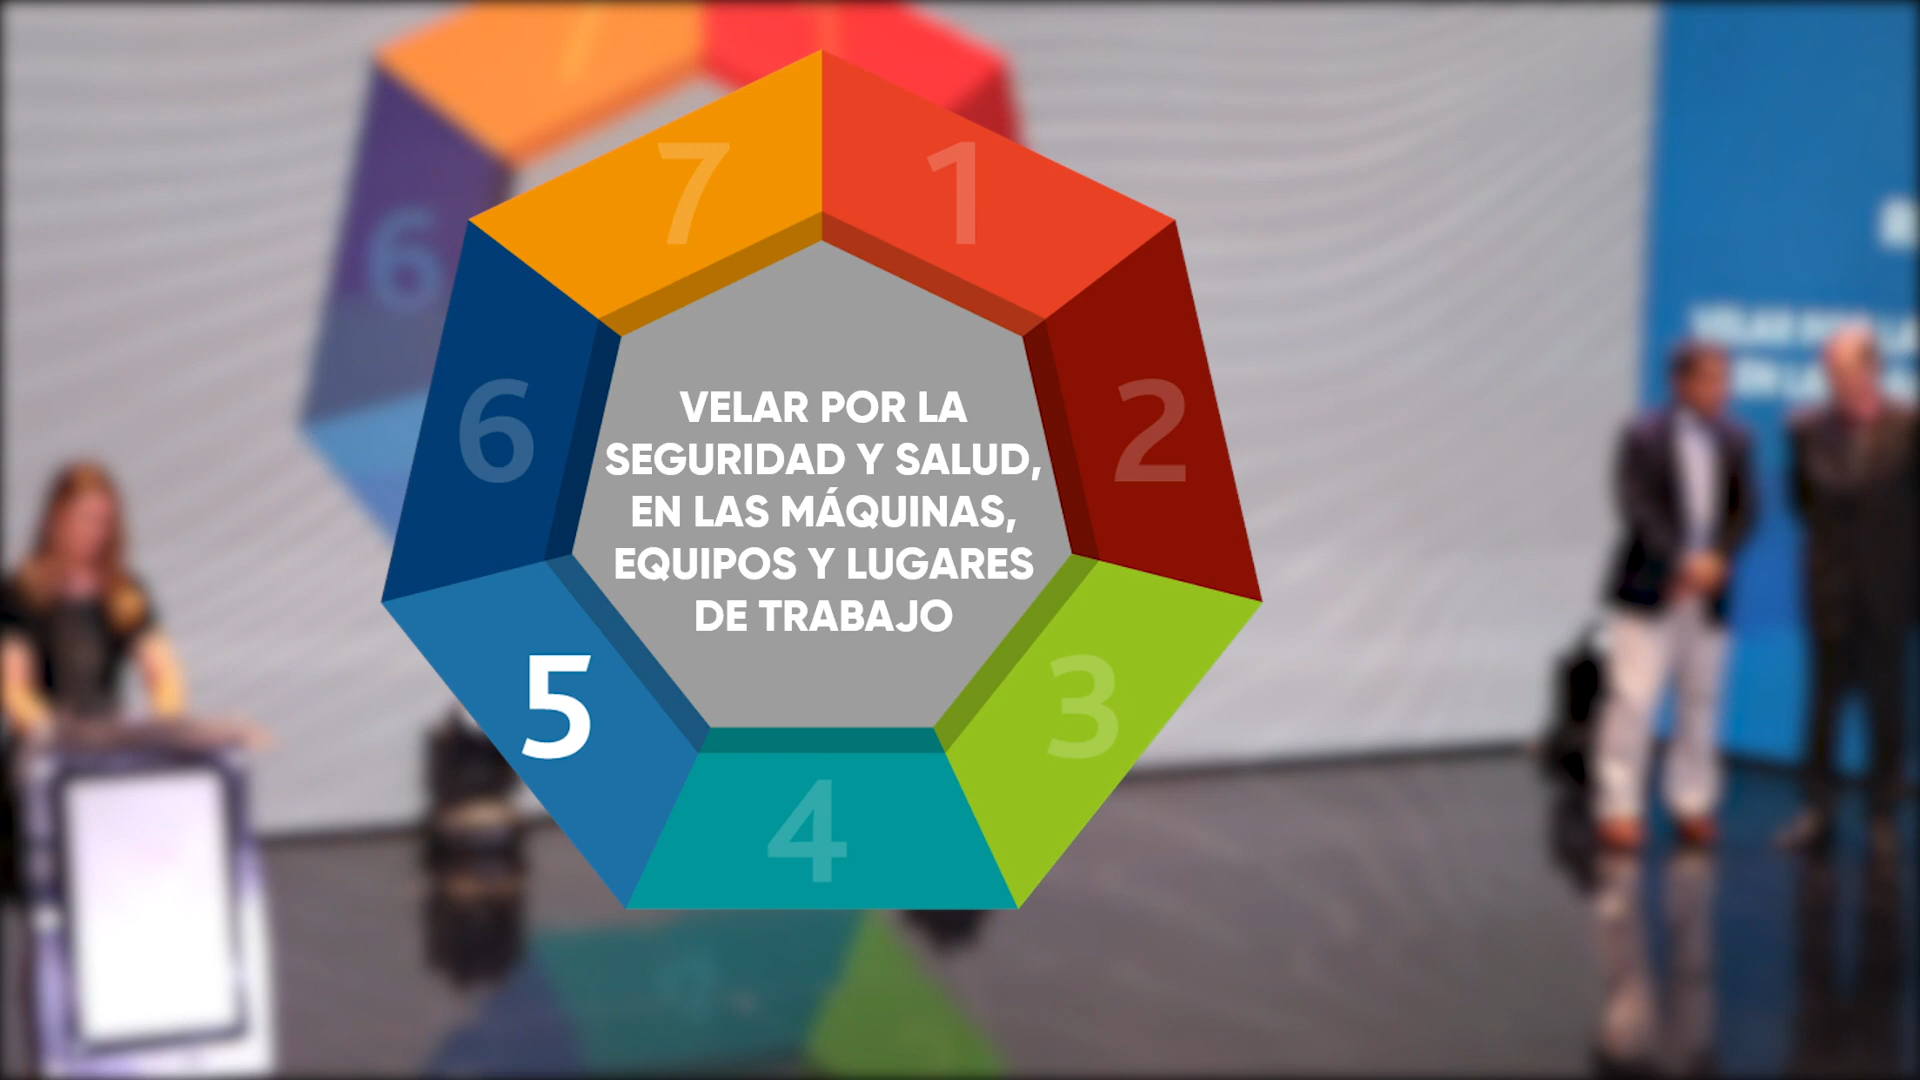 7
1
6
2
VELAR POR LA
SEGURIDAD Y SALUD,
EN LAS MÁQUINAS,
EQUIPOS Y LUGARES
DE TRABAJO
5
3
4
6